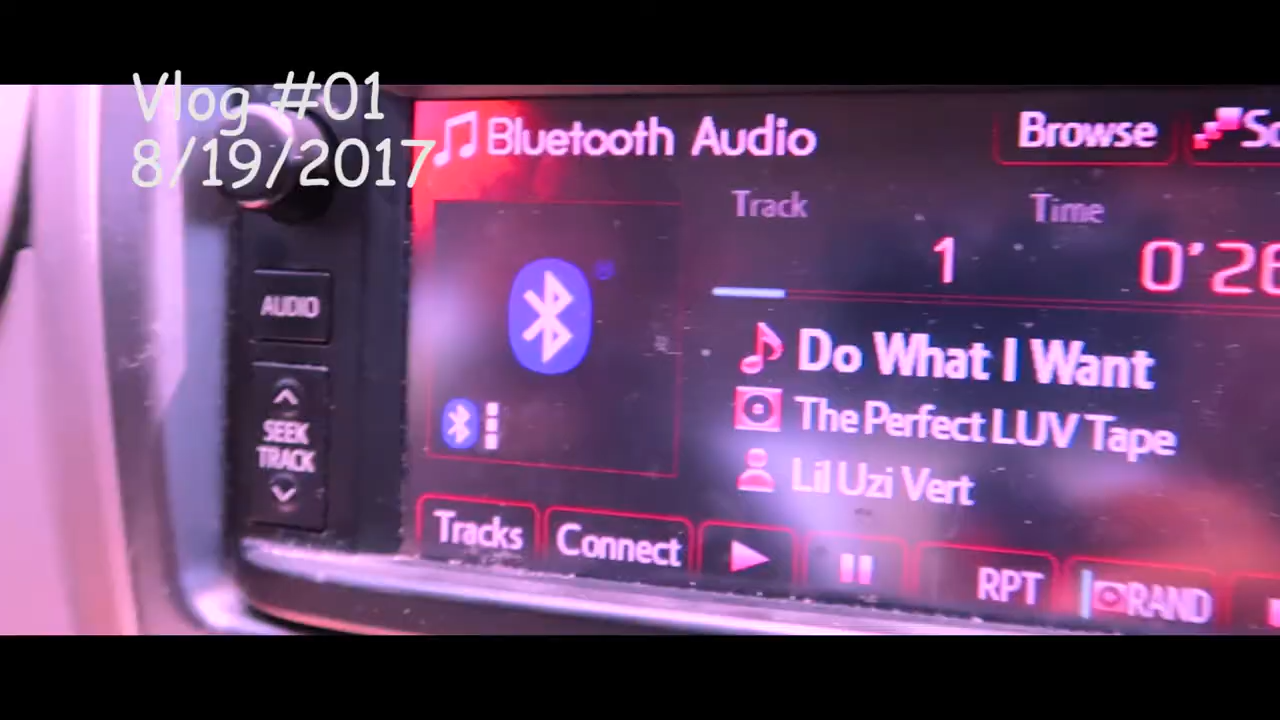 Vlog #01
8/19/2017
Bluetooth Audio
Browse
Track
Time
1
0'26
AUDIO
SEEK
TRACK
Do What I Want
The Perfect LUV Tape
Lil Uzi Vert
Tracks
Connect
RPT
RAND